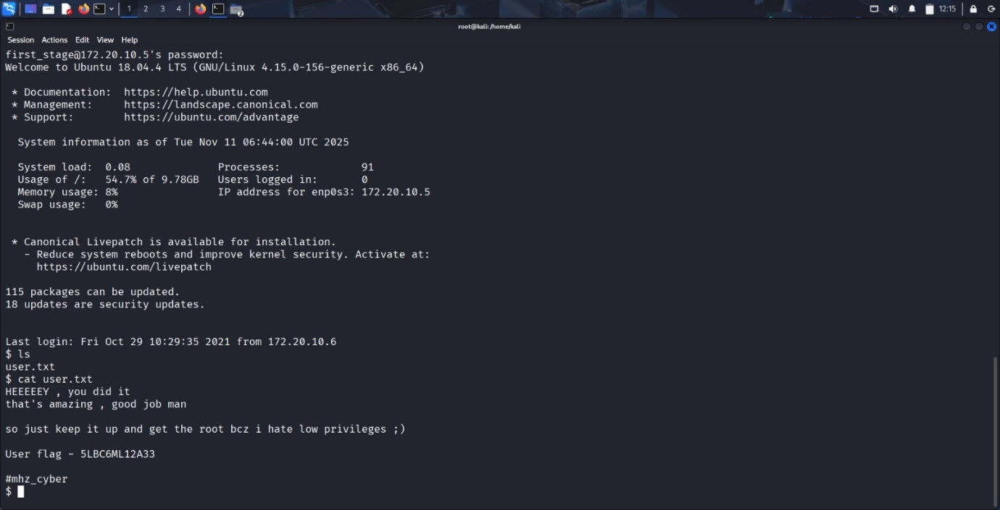 1 2 3 4 2 12:15
root@kali: /home/kali
Session Actions Edit View Help
first_stage@172.20.10.5's password:
Welcome to Ubuntu 18.04.4 LTS (GNU/Linux 4.15.0-156-generic x86_64)
* Documentation: https://help.ubuntu.com
* Management: https://landscape.canonical.com
* Support: https://ubuntu.com/advantage
System information as of Tue Nov 11 06:44:00 UTC 2025
System load: 0.08 Processes: 91
Usage of /: 54.7% of 9.78GB Users logged in: 0
Memory usage: 8% IP address for enp0s3: 172.20.10.5
Swap usage: 0%
* Canonical Livepatch is available for installation.
- Reduce system reboots and improve kernel security. Activate at:
https://ubuntu.com/livepatch
115 packages can be updated.
18 updates are security updates.
Last login: Fri Oct 29 10:29:35 2021 from 172.20.10.6
$ ls
user.txt
$ cat user.txt
HEEEEEY , you did it
that's amazing , good job man
so just keep it up and get the root bcz i hate low privileges ;)
User flag - 5LBC6ML12A33
#mhz_cyber
$